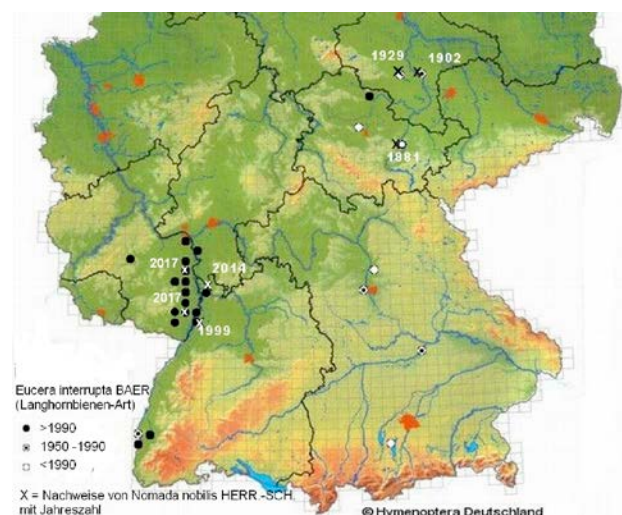 1929 1902
1881
2017 2014
2017
1999
Eucera interrupta BAER
(Langhornbienen-Art)
>1990
1950 -1990
<1990
X = Nachweise von Nomada nobilis HERR.-SCH.
mit Jahreszahl
© Hymenoptera Deutschland